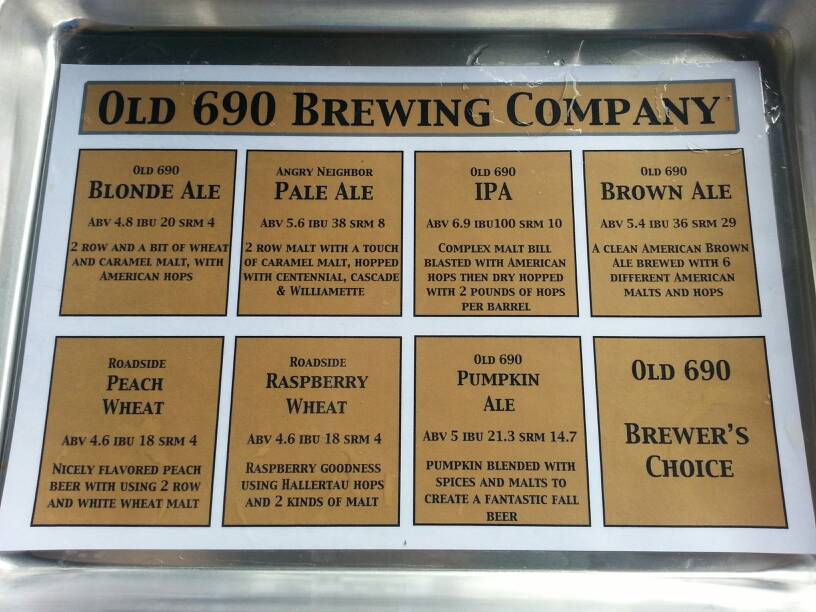 Old 690 Brewing Company
Old 690
Blonde Ale
Abv 4.8 ibu 20 srm 4
2 row and a bit of wheat
and caramel malt, with
American hops
Angry Neighbor
Pale Ale
Abv 5.6 ibu 38 srm 8
2 row malt with a touch
of caramel malt, hopped
with centennial, cascade
& Williamette
Old 690
IPA
Abv 6.9 ibu100 srm 10
Complex malt bill
blasted with American
hops then dry hopped
with 2 pounds of hops
per barrel
Old 690
Brown Ale
Abv 5.4 ibu 36 srm 29
A clean American Brown
Ale brewed with 6
different American
malts and hops
Roadside
Peach
Wheat
Abv 4.6 ibu 18 srm 4
Nicely flavored peach
beer with using 2 row
and white wheat malt
Roadside
Raspberry
Wheat
Abv 4.6 ibu 18 srm 4
Raspberry goodness
using Hallertau hops
and 2 kinds of malt
Old 690
Pumpkin
Ale
Abv 5 ibu 21.3 srm 14.7
pumpkin blended with
spices and malts to
create a fantastic fall
beer
Old 690
Brewer's
Choice